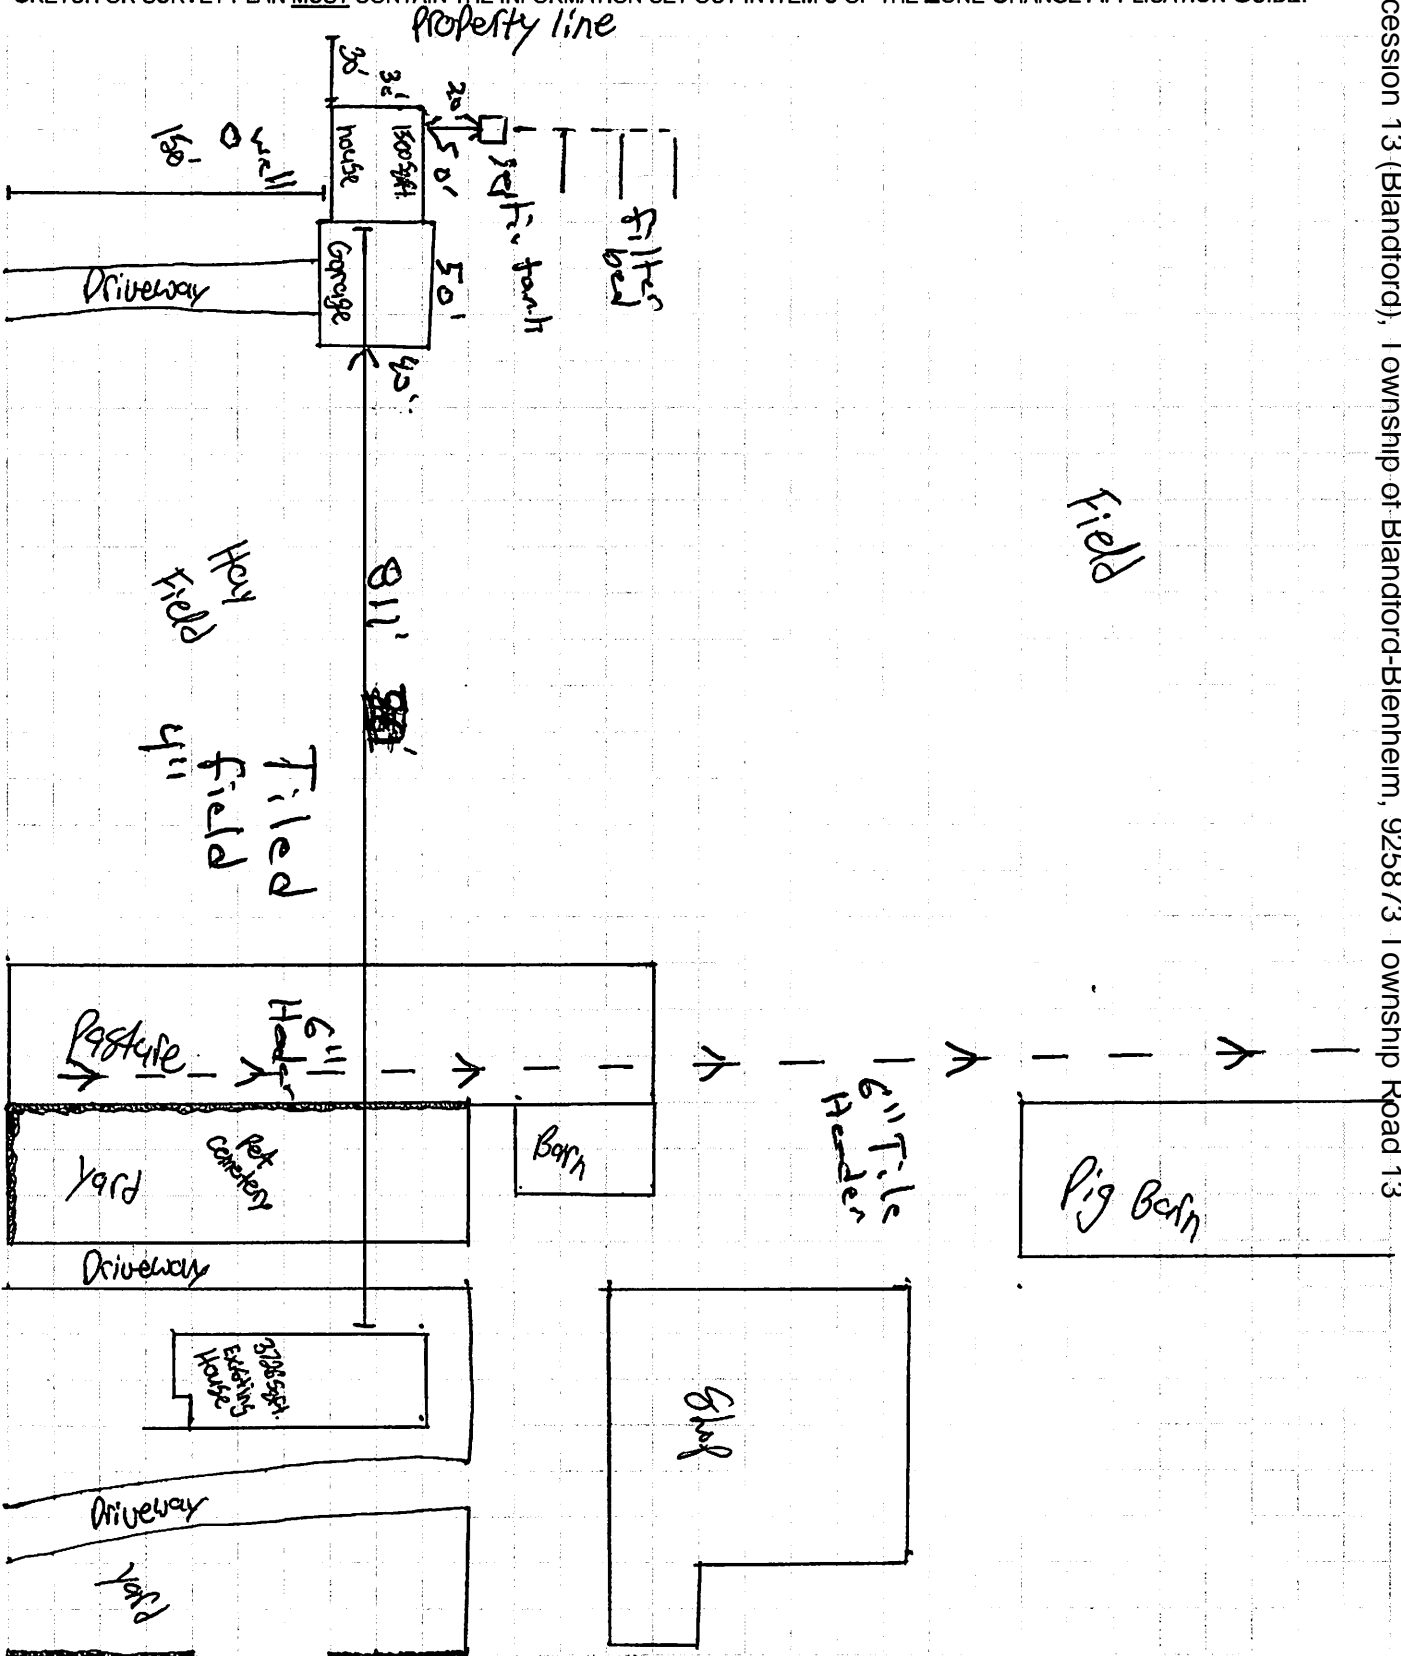 SKETCH OR SURVEY PLAN MUST CONTAIN THE INFORMATION SET OUT IN ITEM 5 OF THE ZONE CHANGE APPLICATION GUIDE.
Property line
cession 13 (Blandford), Township of Blandford-Blenheim, 925873 Township Road 13
30'
30'
20'
1500 sqft.
house
50'
septic tank
filter
bed
well
150'
Garage
50'
40'
Driveway
Field
Hay
Field
811'
Tiled
field
4"
Pasture
6"
Header
6" Tile
Header
Yard
Pet
cemetery
Barn
Pig Barn
Driveway
Existing
House
Shop
Driveway
Yard